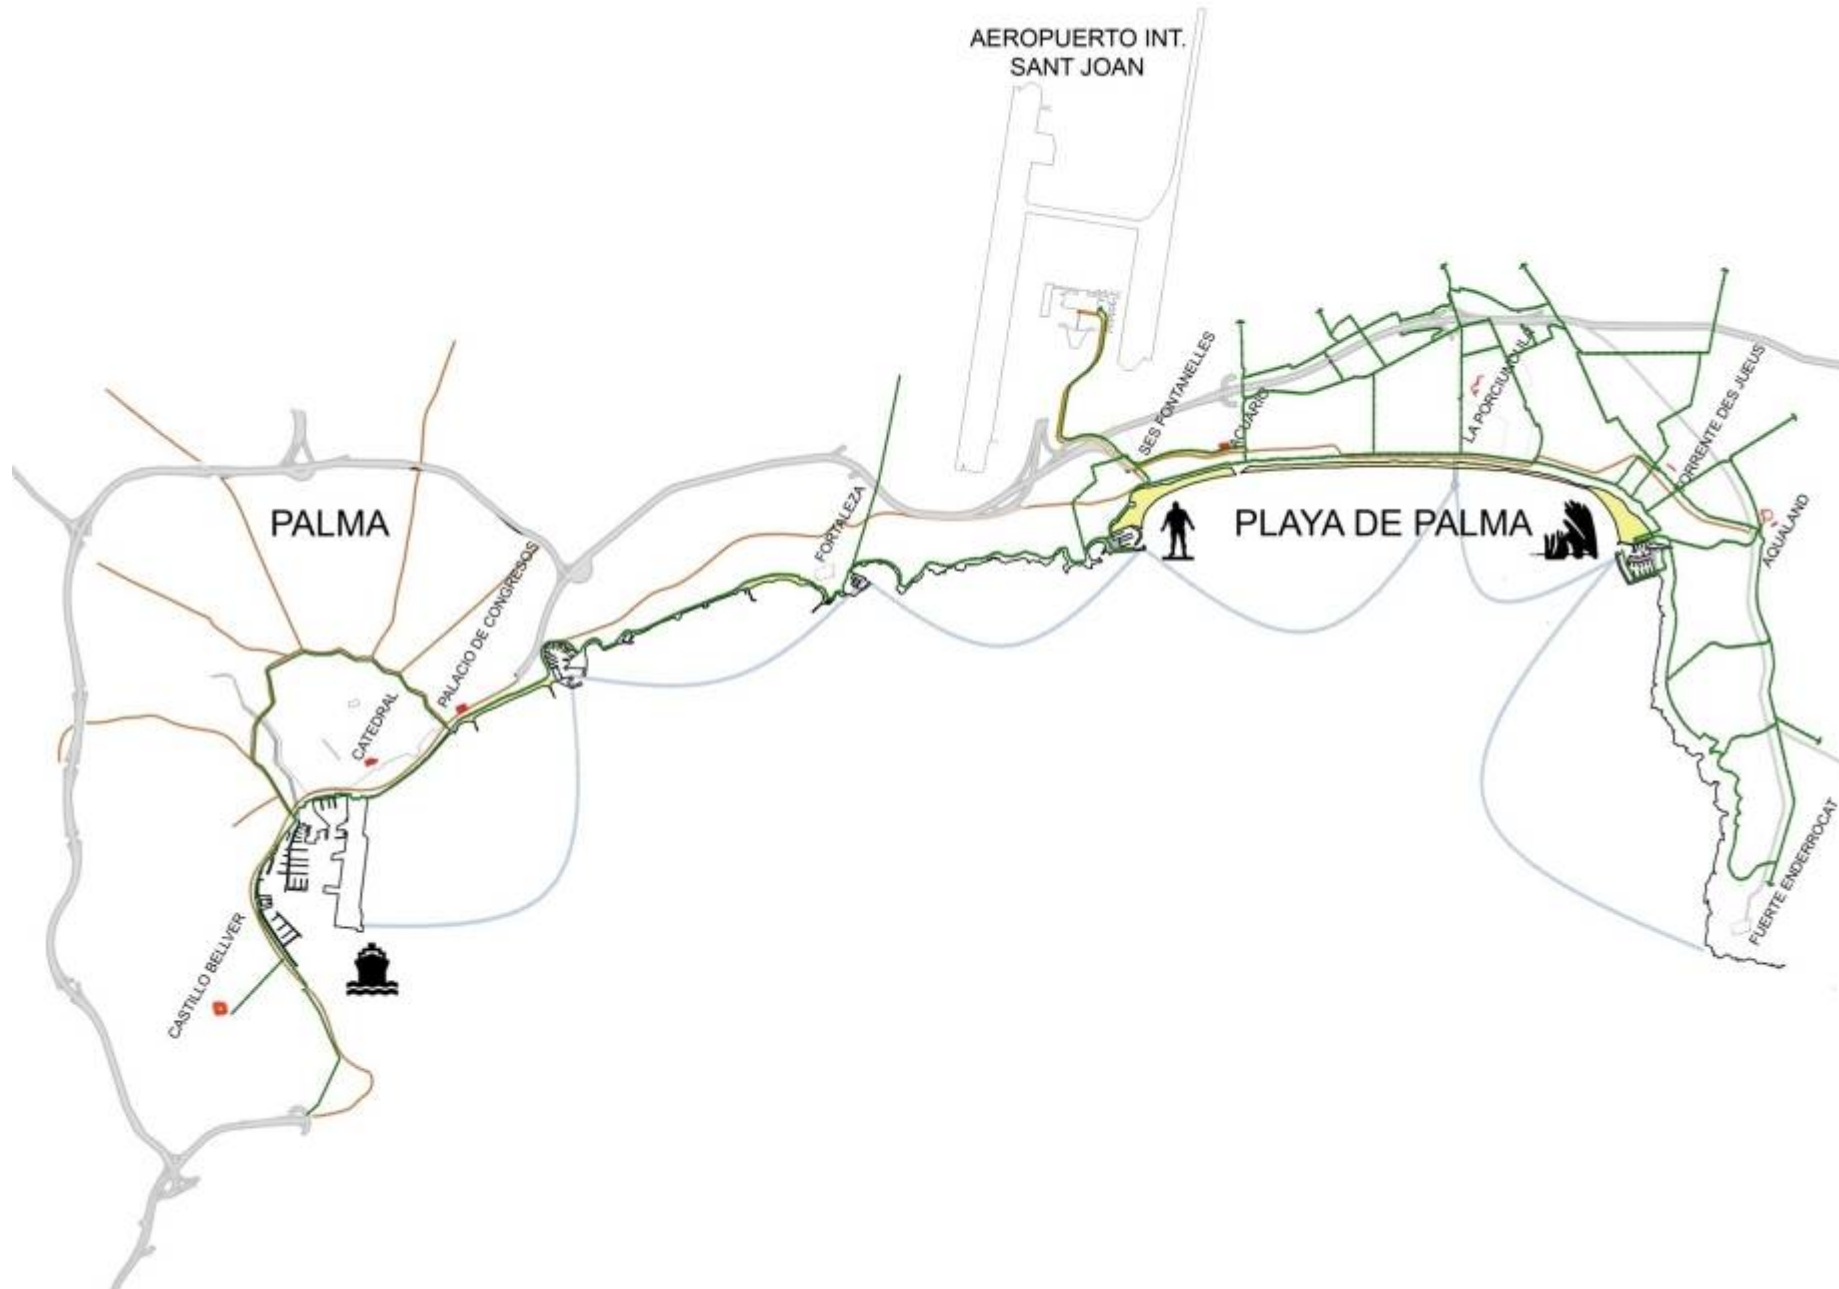 AEROPUERTO INT.
SANT JOAN
SES FONTANELLES
ACUARIO
LA PORCIUNCULA
TORRENTE DES JUEUS
AQUALAND
FORTALEZA
PALMA
PLAYA DE PALMA
PALACIO DE CONGRESOS
CATEDRAL
CASTILLO BELLVER
FUERTE ENDERROCAT